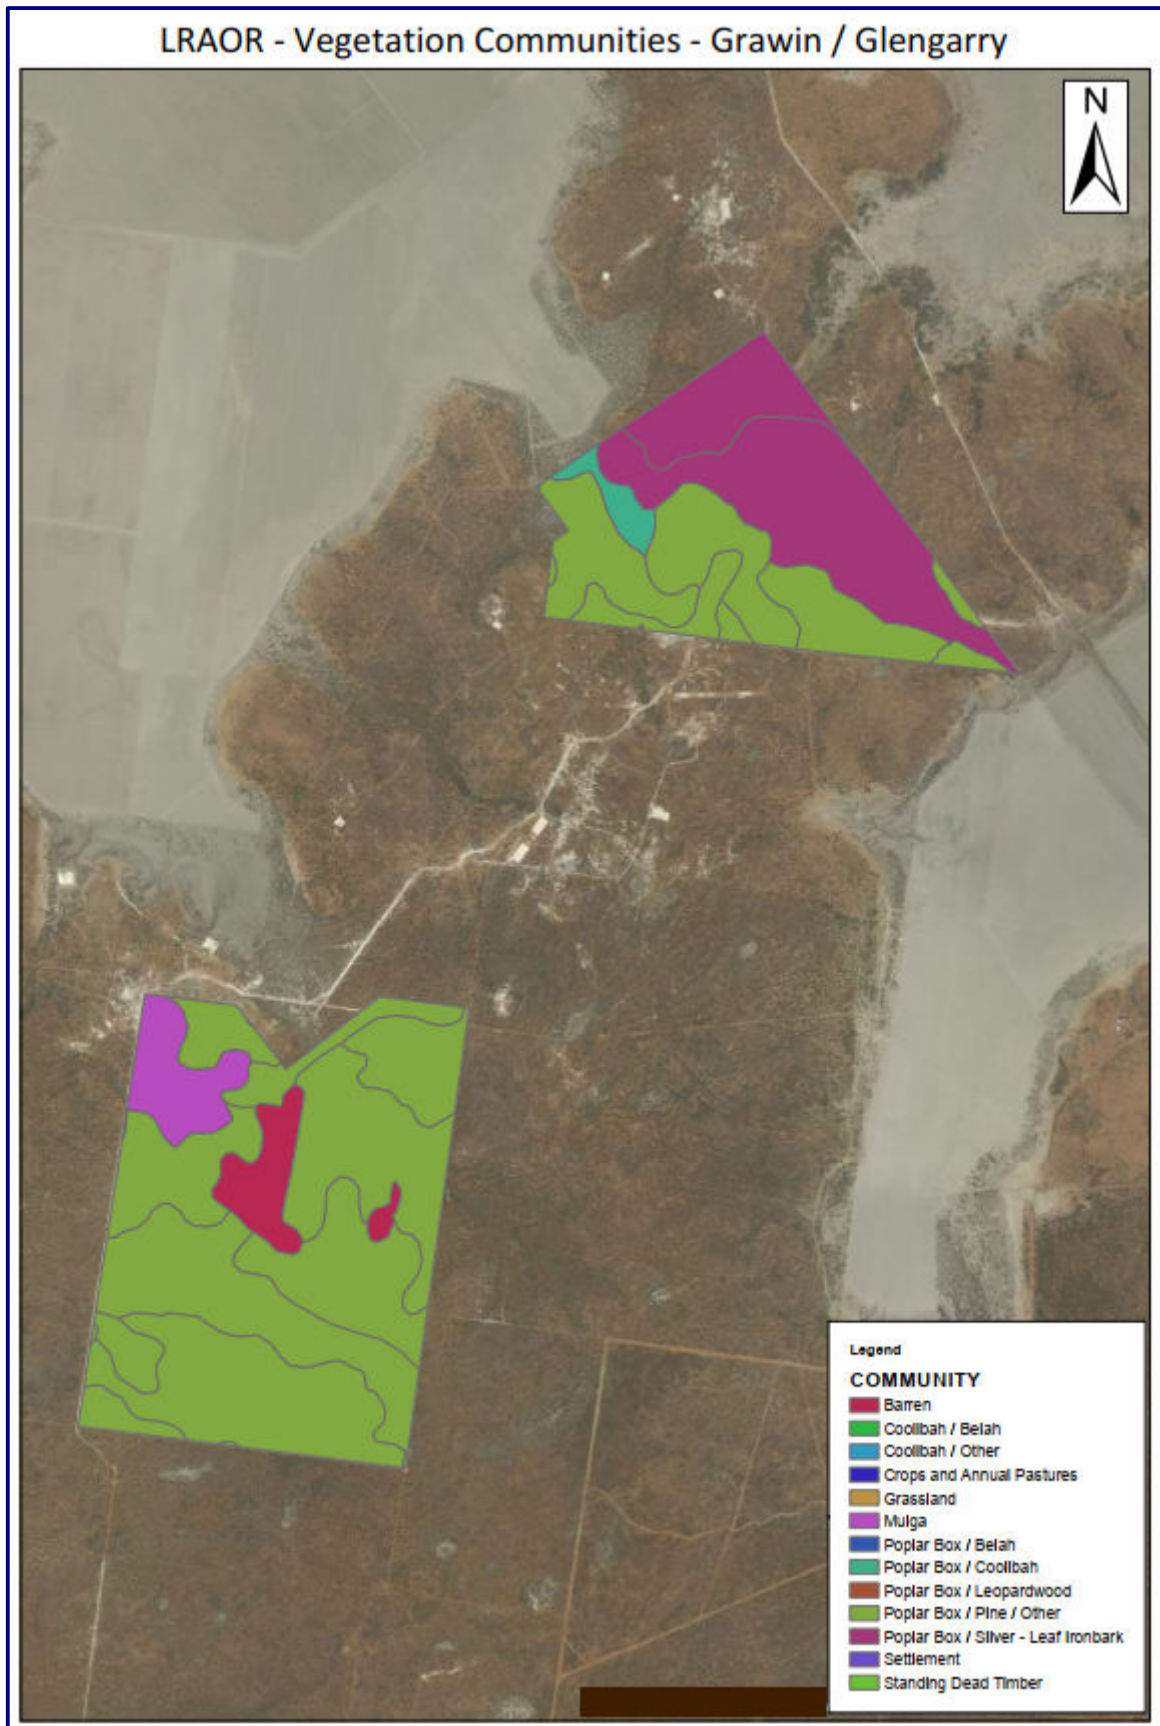 LRAOR - Vegetation Communities - Grawin / Glengarry
N
Legend
COMMUNITY
Barren
Coolibah / Belah
Coolibah / Other
Crops and Annual Pastures
Grassland
Mulga
Poplar Box / Belah
Poplar Box / Coolibah
Poplar Box / Leopardwood
Poplar Box / Pine / Other
Poplar Box / Silver - Leaf Ironbark
Settlement
Standing Dead Timber